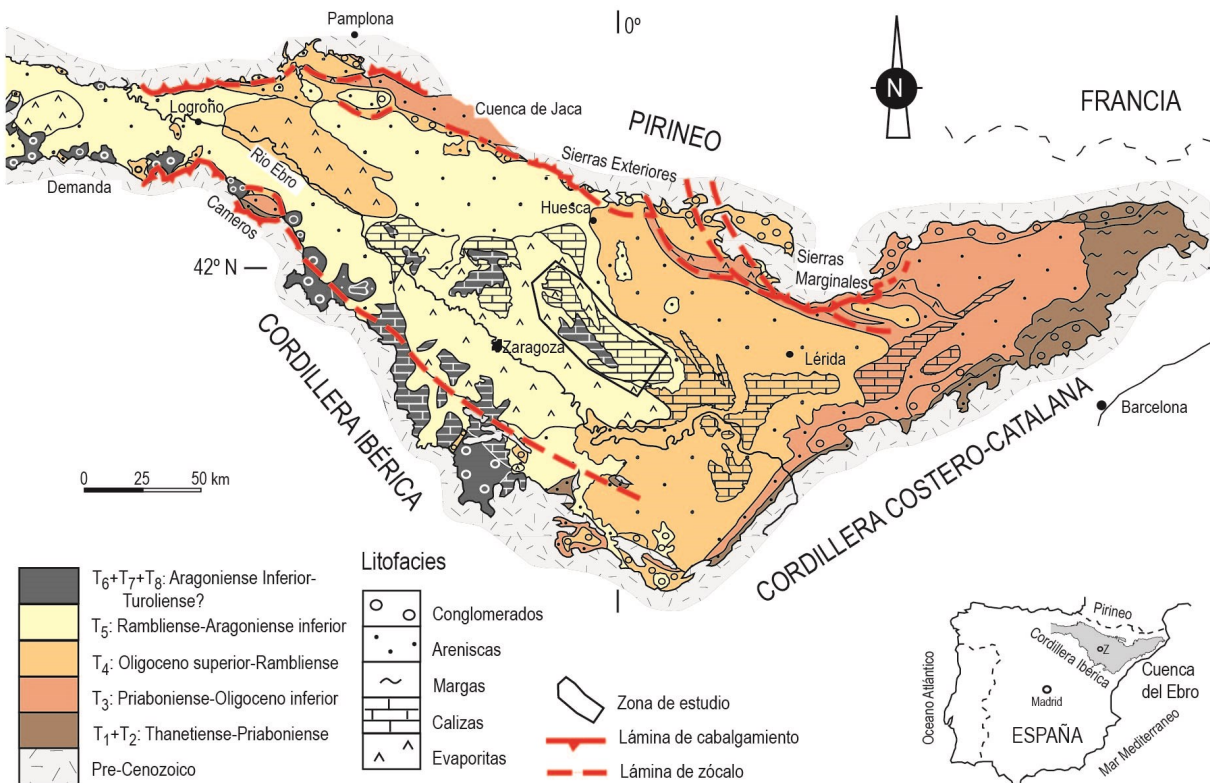 Pamplona
0º
N
FRANCIA
Cuenca de Jaca
PIRINEO
Logroño
Sierras Exteriores
Rio Ebro
Demanda
Cameros
Huesca
42º N
Sierras
Marginales
Zaragoza
Lérida
Barcelona
CORDILLERA IBÉRICA
CORDILLERA COSTERO-CATALANA
0 25 50 km
T6+T7+T8: Aragoniense Inferior-
Turoliense?
T5: Rambliense-Aragoniense inferior
T4: Oligoceno superior-Rambliense
T3: Priaboniense-Oligoceno inferior
T1+T2: Thanetiense-Priaboniense
Pre-Cenozoico
Litofacies
Conglomerados
Areniscas
Margas
Calizas
Evaporitas
Zona de estudio
Lámina de cabalgamiento
Lámina de zócalo
Pirineo
Cordillera Ibérica
Z
Cuenca
del Ebro
Madrid
ESPAÑA
Oceano Atlántico
Mar Mediterraneo